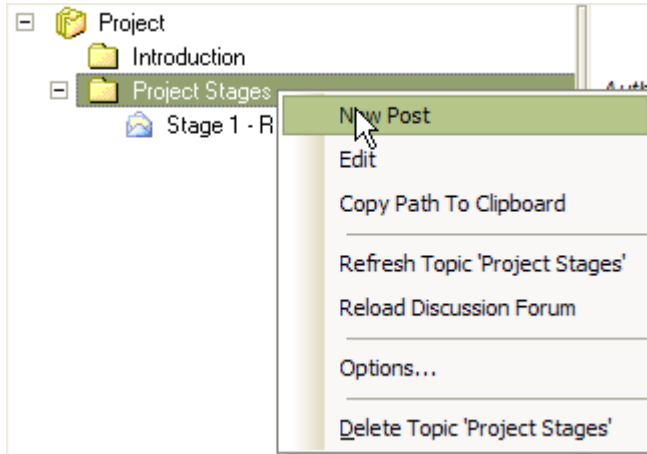 Project
Introduction
Project Stages
Stage 1 - R
New Post
Edit
Copy Path To Clipboard
Refresh Topic 'Project Stages'
Reload Discussion Forum
Options...
Delete Topic 'Project Stages'